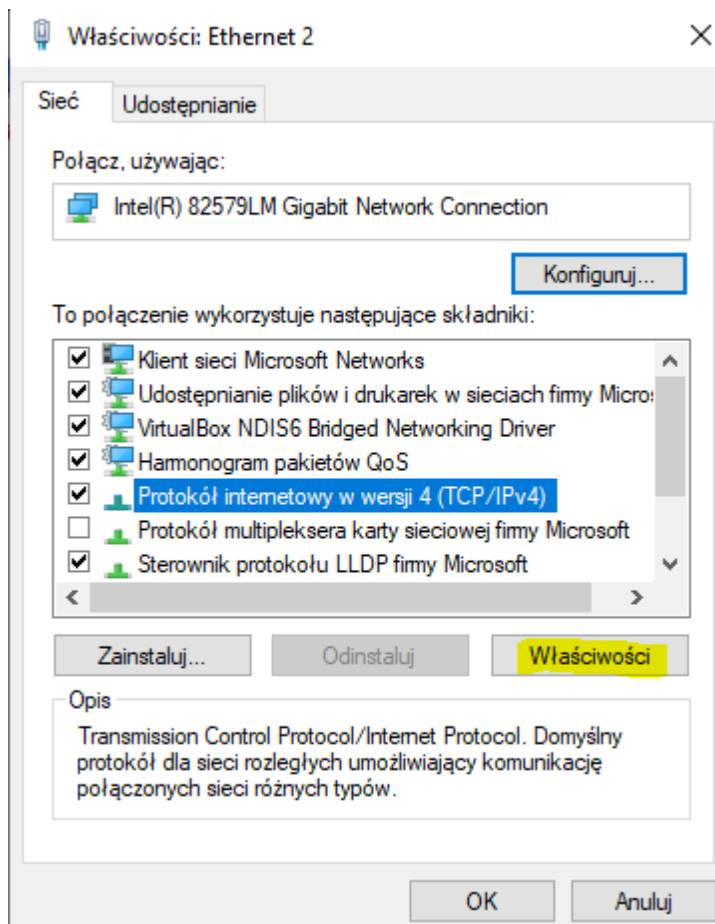 Właściwości: Ethernet 2
Sieć
Udostępnianie
Połącz, używając:
Intel(R) 82579LM Gigabit Network Connection
Konfiguruj...
To połączenie wykorzystuje następujące składniki:
Klient sieci Microsoft Networks
Udostępnianie plików i drukarek w sieciach firmy Micro
VirtualBox NDIS6 Bridged Networking Driver
Harmonogram pakietów QoS
Protokół internetowy w wersji 4 (TCP/IPv4)
Protokół multipleksera karty sieciowej firmy Microsoft
Sterownik protokołu LLDP firmy Microsoft
Zainstaluj...
Odinstaluj
Właściwości
Opis
Transmission Control Protocol/Internet Protocol. Domyślny
protokół dla sieci rozległych umożliwiający komunikację
połączonych sieci różnych typów.
OK
Anuluj